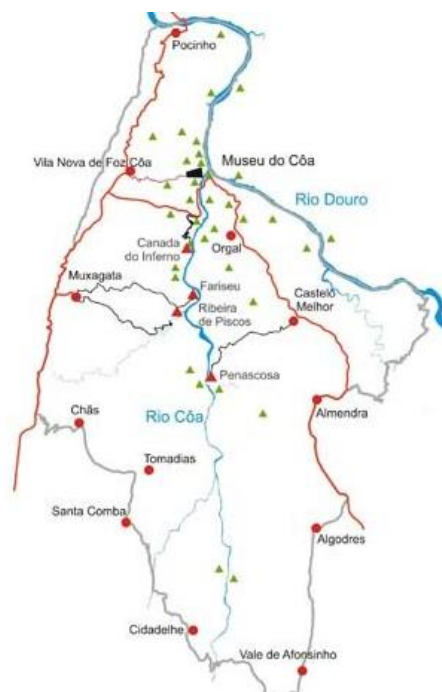 Pocinho
Vila Nova de Foz Côa
Museu do Côa
Rio Douro
Canada
do Inferno
Orgal
Muxagata
Fariseu
Ribeira
de Piscos
Castelo
Melhor
Penascosa
Chãs
Rio Côa
Almendra
Tomadias
Santa Comba
Algodres
Cidadelhe
Vale de Afonsinho